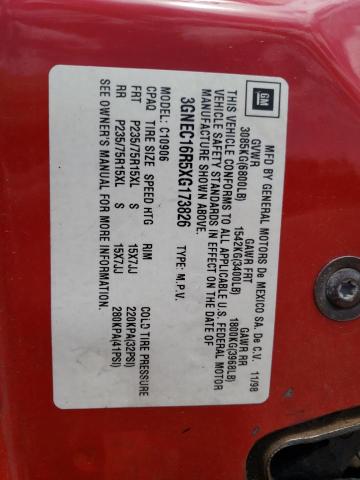 GM
MFD BY GENERAL MOTORS De MEXICO SA. De C.V. 11/98
GVWR GAWR FRT GAWR RR
3085KG(6800LB) 1542KG(3400LB) 1800KG(3968LB)
THIS VEHICLE CONFORMS TO ALL APPLICABLE U.S. FEDERAL MOTOR
VEHICLE SAFETY STANDARDS IN EFFECT ON THE DATE OF
MANUFACTURE SHOWN ABOVE.
3GNEC16R5XG173826 TYPE: M.P.V.
MODEL: C10906
CPAQ TIRE SIZE SPEED HTG RIM COLD TIRE PRESSURE
FRT P235/75R15XL S 15X7JJ 220KPA(32PSI)
RR P235/75R15XL S 15X7JJ 280KPA(41PSI)
SEE OWNER'S MANUAL FOR MORE INFORMATION.